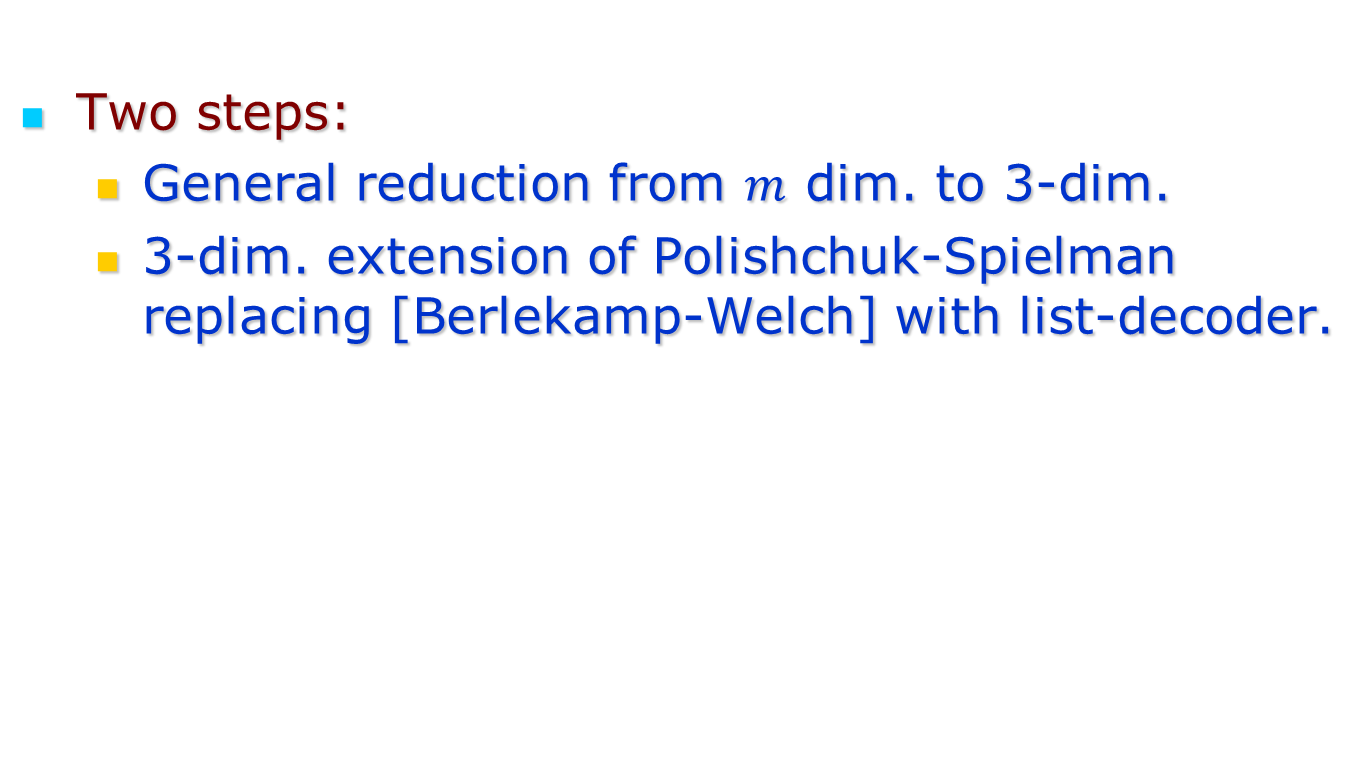 Two steps:
General reduction from 𝑚 dim. to 3-dim.
3-dim. extension of Polishchuk-Spielman
replacing [Berlekamp-Welch] with list-decoder.